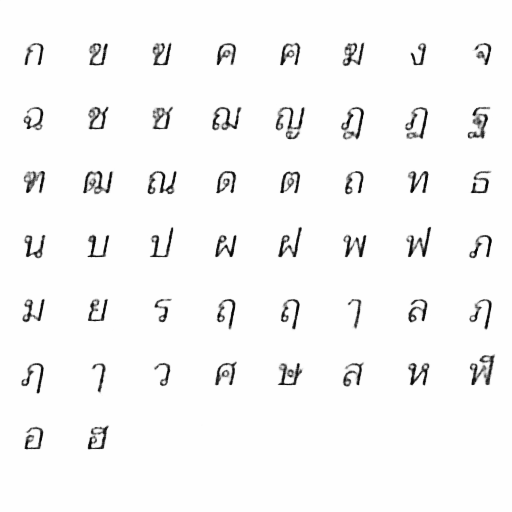 ก ข ฃ ค ฅ ฆ ง จ
ฉ ช ซ ฌ ญ ฎ ฏ ฐ
ฑ ฒ ณ ด ต ถ ท ธ
น บ ป ผ ฝ พ ฟ ภ
ม ย ร ฤ ฤ ๅ ล ฦ
ฦ ๅ ว ศ ษ ส ห ฬ
อ ฮ